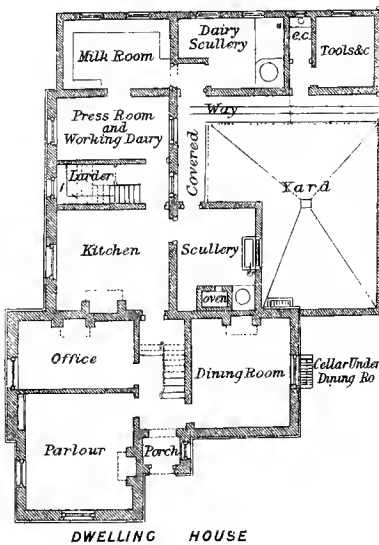 Milk Room
Dairy
Scullery
e.c.
Tools &c
Press Room
and
Working Dairy
Way
Covered
Larder
Yard
Kitchen
Scullery
oven
Office
Dining Room
Cellar Under
Dining Ro
Parlour
Porch
DWELLING HOUSE